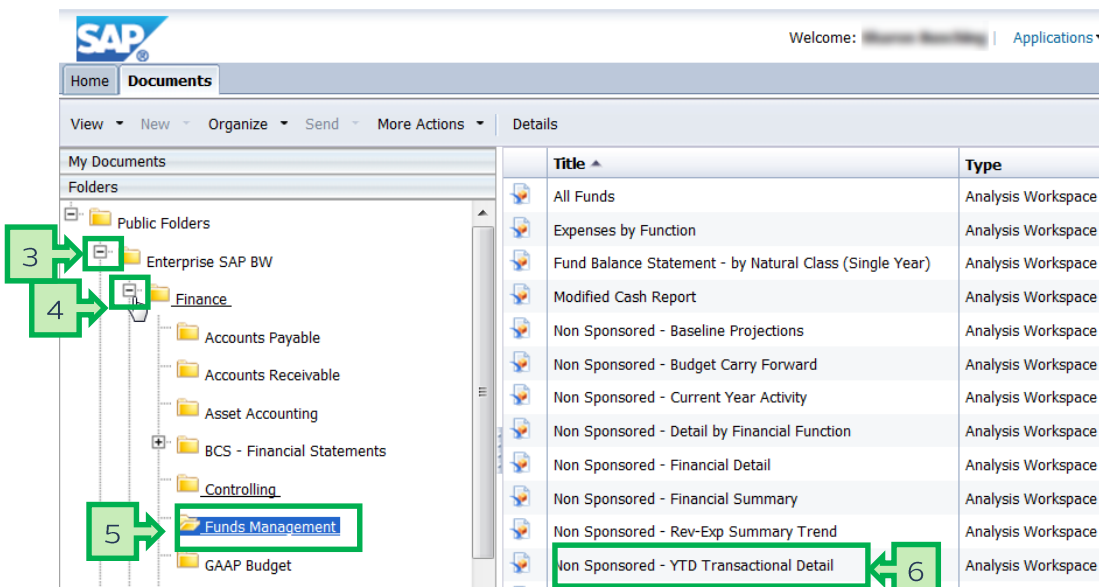 SAP®
Welcome: | Applications
Home Documents
View New Organize Send More Actions Details
My Documents
Folders
Public Folders
3
Enterprise SAP BW
4
Finance
Accounts Payable
Accounts Receivable
Asset Accounting
BCS - Financial Statements
Controlling
5
Funds Management
GAAP Budget
Title Type
All Funds Analysis Workspace
Expenses by Function Analysis Workspace
Fund Balance Statement - by Natural Class (Single Year) Analysis Workspace
Modified Cash Report Analysis Workspace
Non Sponsored - Baseline Projections Analysis Workspace
Non Sponsored - Budget Carry Forward Analysis Workspace
Non Sponsored - Current Year Activity Analysis Workspace
Non Sponsored - Detail by Financial Function Analysis Workspace
Non Sponsored - Financial Detail Analysis Workspace
Non Sponsored - Financial Summary Analysis Workspace
Non Sponsored - Rev-Exp Summary Trend Analysis Workspace
Non Sponsored - YTD Transactional Detail 6 Analysis Workspace